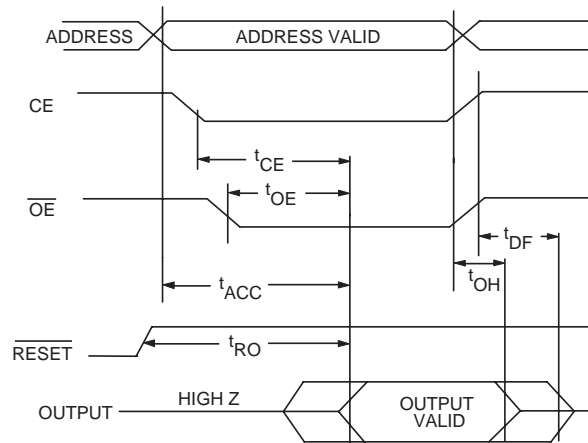 ADDRESS
ADDRESS VALID
CE
tCE
tOE
OE
tDF
tOH
tACC
tRO
RESET
HIGH Z
OUTPUT
OUTPUT
VALID